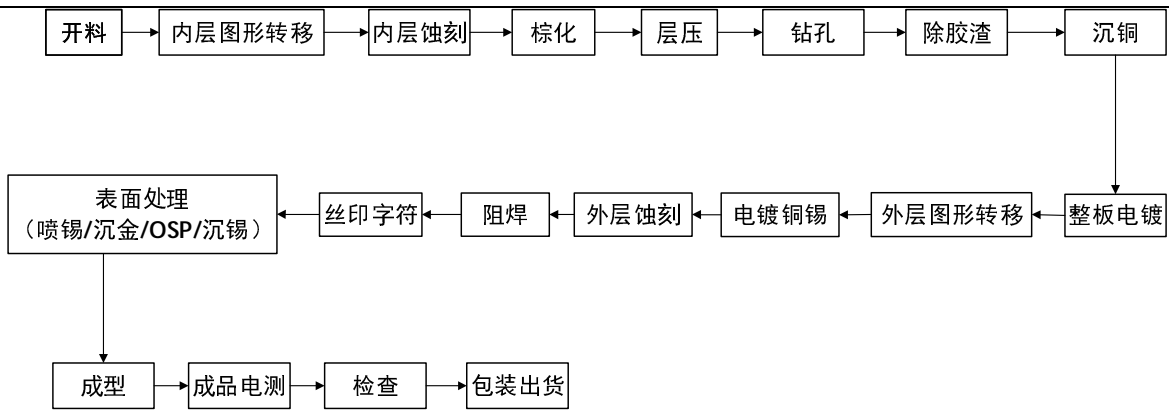 开料
内层图形转移
内层蚀刻
棕化
层压
钻孔
除胶渣
沉铜
整板电镀
外层图形转移
电镀铜锡
外层蚀刻
阻焊
丝印字符
表面处理
（喷锡/沉金/OSP/沉锡）
成型
成品电测
检查
包装出货